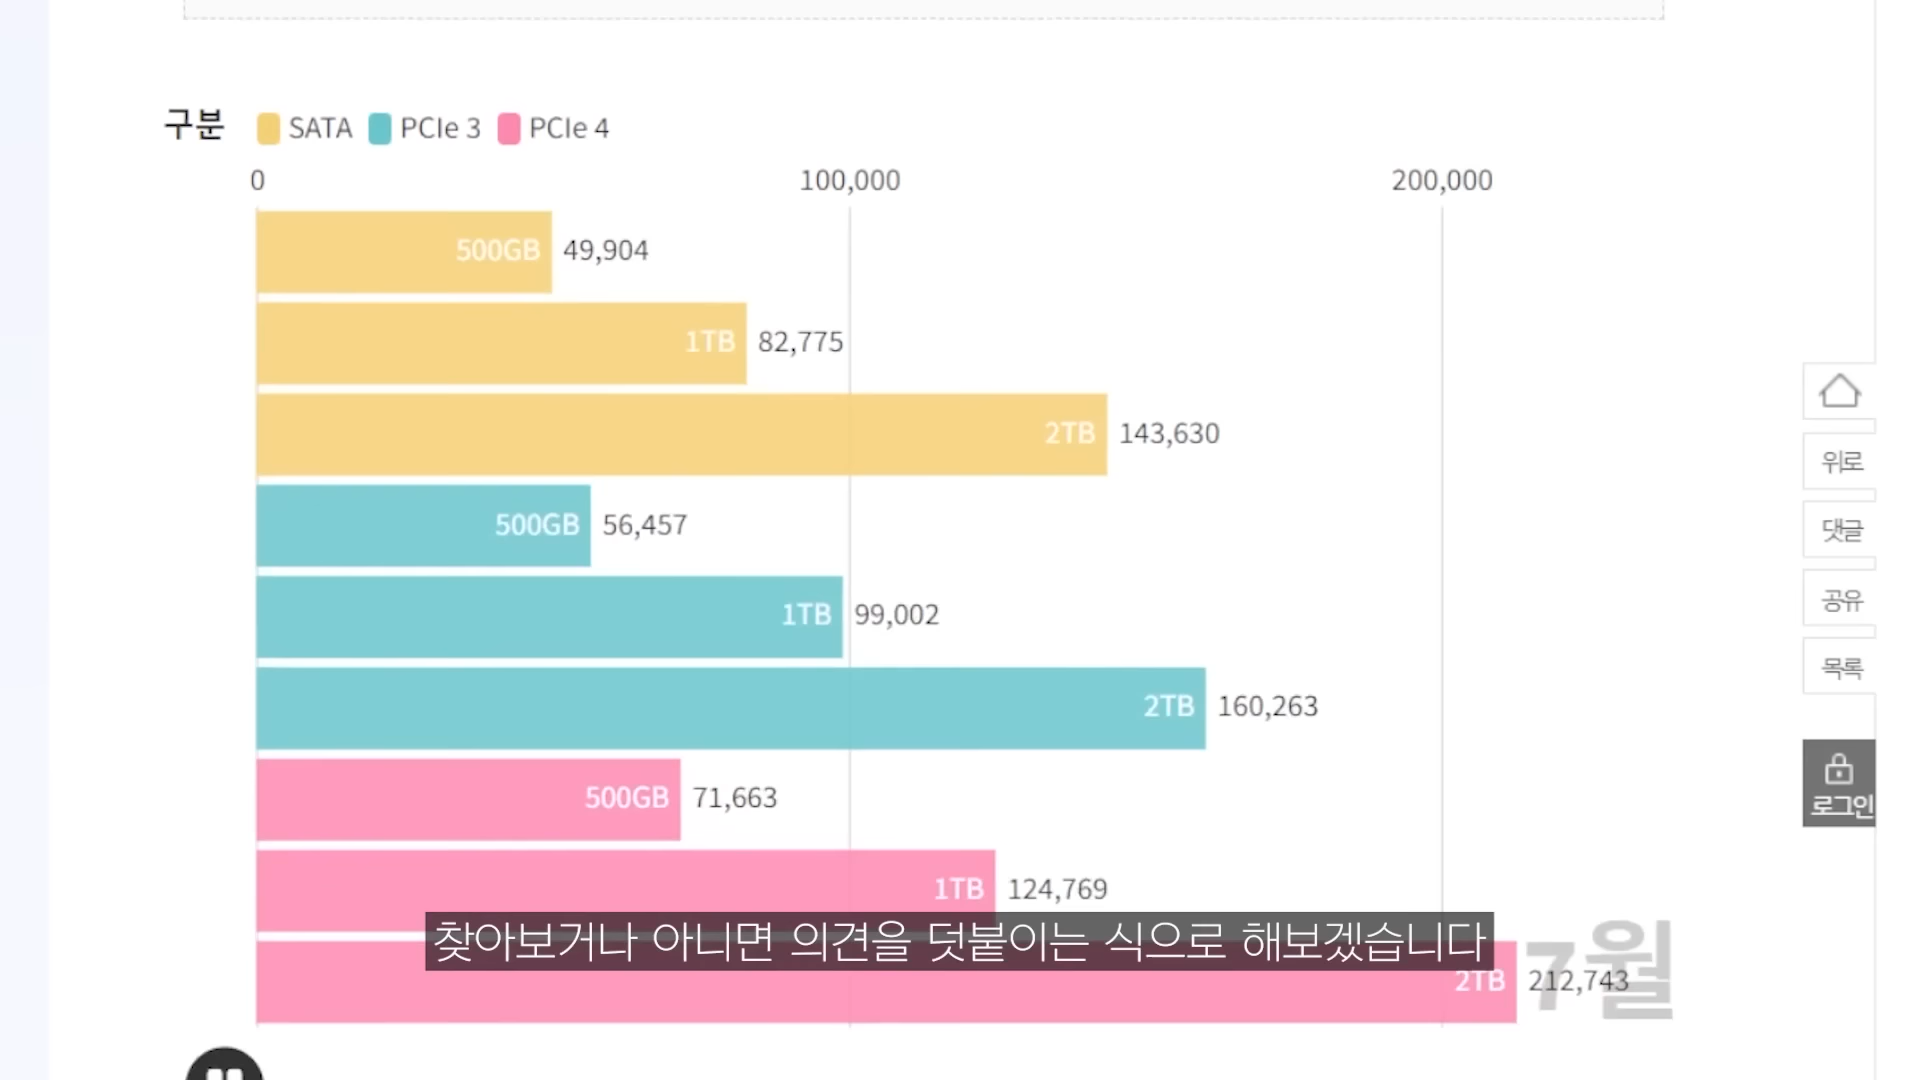 구분 SATA PCIe 3 PCIe 4
0 100,000 200,000
500GB 49,904
1TB 82,775
2TB 143,630
500GB 56,457
1TB 99,002
2TB 160,263
500GB 71,663
1TB 124,769
찾아보거나 아니면 의견을 덧붙이는 식으로 해보겠습니다
2TB 212,743
7월
위로
댓글
공유
목록
로그인